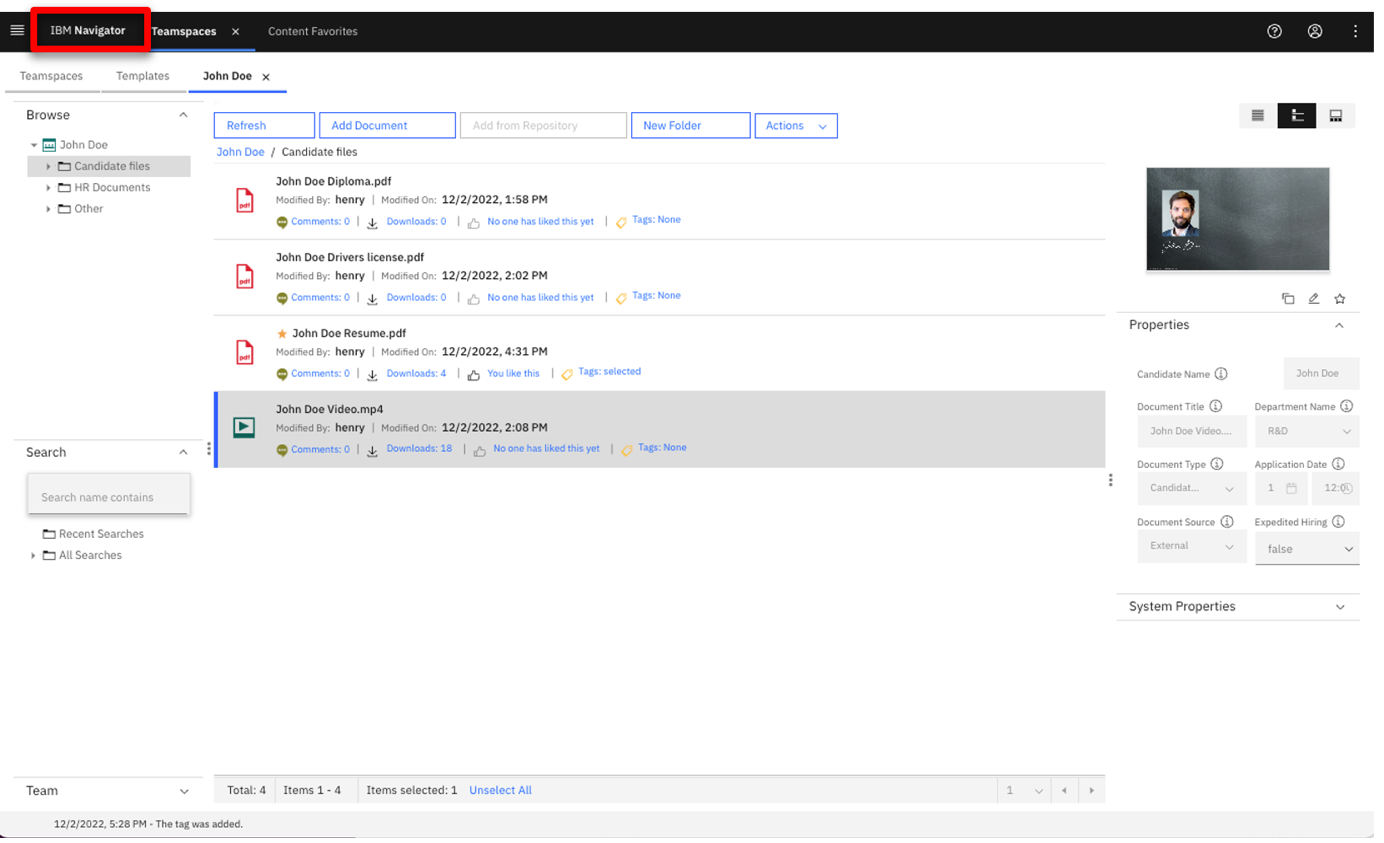 IBM Navigator
Teamspaces × Content Favorites
Teamspaces Templates John Doe ×
Browse
John Doe
Candidate files
HR Documents
Other
Search
Search name contains
Recent Searches
All Searches
Team
Refresh Add Document Add from Repository New Folder Actions
John Doe / Candidate files
John Doe Diploma.pdf
Modified By: henry | Modified On: 12/2/2022, 1:58 PM
Comments: 0 | Downloads: 0 | No one has liked this yet | Tags: None
John Doe Drivers license.pdf
Modified By: henry | Modified On: 12/2/2022, 2:02 PM
Comments: 0 | Downloads: 0 | No one has liked this yet | Tags: None
John Doe Resume.pdf
Modified By: henry | Modified On: 12/2/2022, 4:31 PM
Comments: 0 | Downloads: 4 | You like this | Tags: selected
John Doe Video.mp4
Modified By: henry | Modified On: 12/2/2022, 2:08 PM
Comments: 0 | Downloads: 18 | No one has liked this yet | Tags: None
Total: 4 Items 1 - 4 Items selected: 1 Unselect All 1
Properties
Candidate Name John Doe
Document Title Department Name
John Doe Video.... R&D
Document Type Application Date
Candidat... 1 12:0
Document Source Expedited Hiring
External false
System Properties
12/2/2022, 5:28 PM - The tag was added.